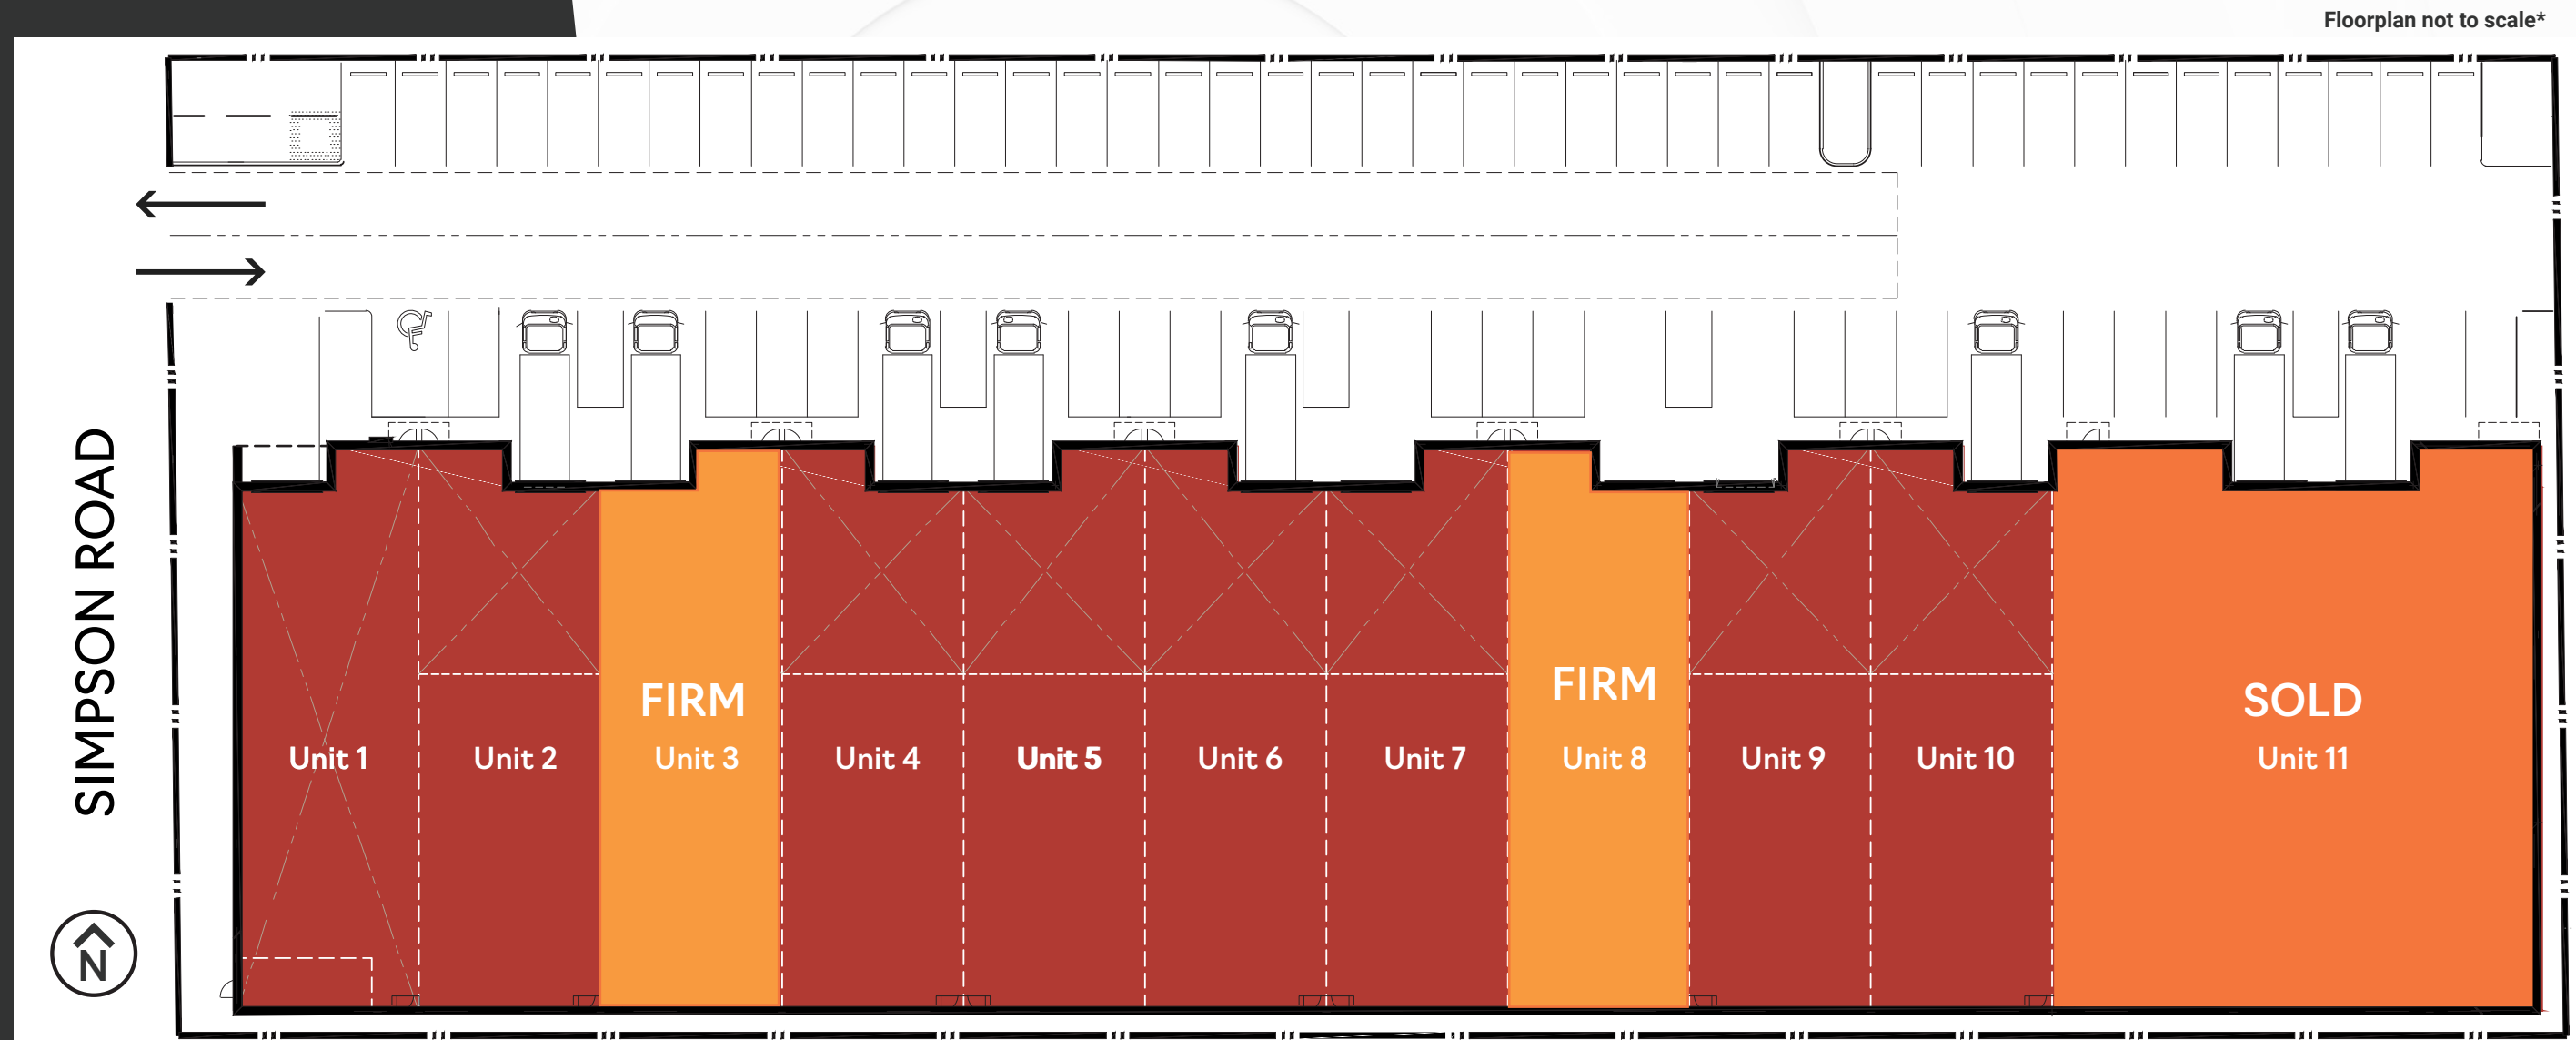 Floorplan not to scale*
SIMPSON ROAD
N
FIRM
FIRM
SOLD
Unit 1
Unit 2
Unit 3
Unit 4
Unit 5
Unit 6
Unit 7
Unit 8
Unit 9
Unit 10
Unit 11